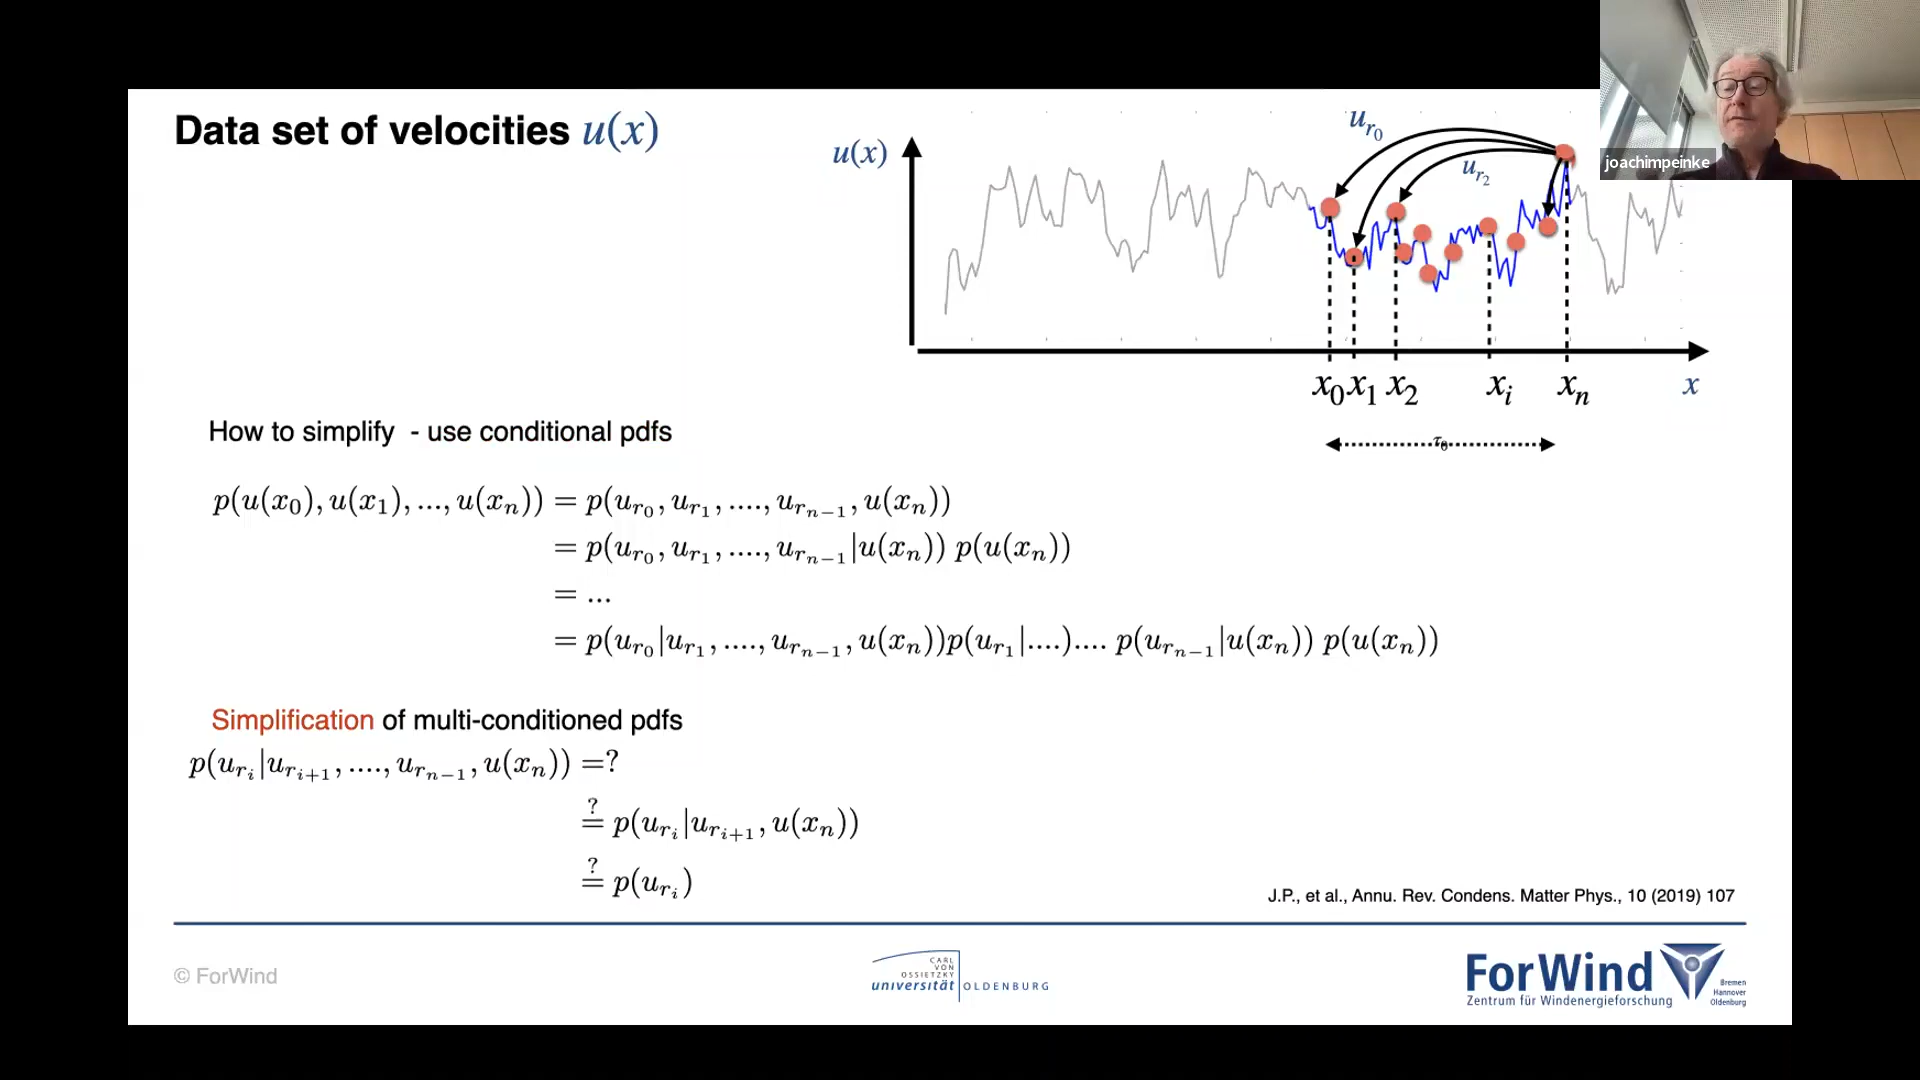 Data set of velocities u(x)
u(x)
u_{r_0}
u_{r_2}
joachimpeinke
x_0 x_1 x_2 x_i x_n x
τ_0
How to simplify - use conditional pdfs
p(u(x_0), u(x_1), ..., u(x_n)) = p(u_{r_0}, u_{r_1}, ...., u_{r_{n-1}}, u(x_n))
= p(u_{r_0}, u_{r_1}, ...., u_{r_{n-1}}|u(x_n)) p(u(x_n))
= ...
= p(u_{r_0}|u_{r_1}, ...., u_{r_{n-1}}, u(x_n))p(u_{r_1}|....).... p(u_{r_{n-1}}|u(x_n)) p(u(x_n))
Simplification of multi-conditioned pdfs
p(u_{r_i}|u_{r_{i+1}}, ...., u_{r_{n-1}}, u(x_n)) =?
?
= p(u_{r_i}|u_{r_{i+1}}, u(x_n))
?
= p(u_{r_i})
J.P., et al., Annu. Rev. Condens. Matter Phys., 10 (2019) 107
© ForWind
CARL
VON
OSSIETZKY
universität OLDENBURG
ForWind
Zentrum für Windenergieforschung
Bremen
Hannover
Oldenburg